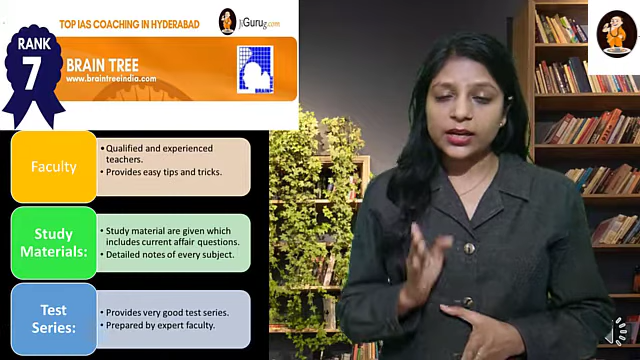 TOP IAS COACHING IN HYDERABAD
Gurug.com
RANK
7
BRAIN TREE
www.braintreeindia.com
BRAIN
Faculty
• Qualified and experienced
teachers.
• Provides easy tips and tricks.
Study
Materials:
• Study material are given which
includes current affair questions.
• Detailed notes of every subject.
Test
Series:
• Provides very good test series.
• Prepared by expert faculty.